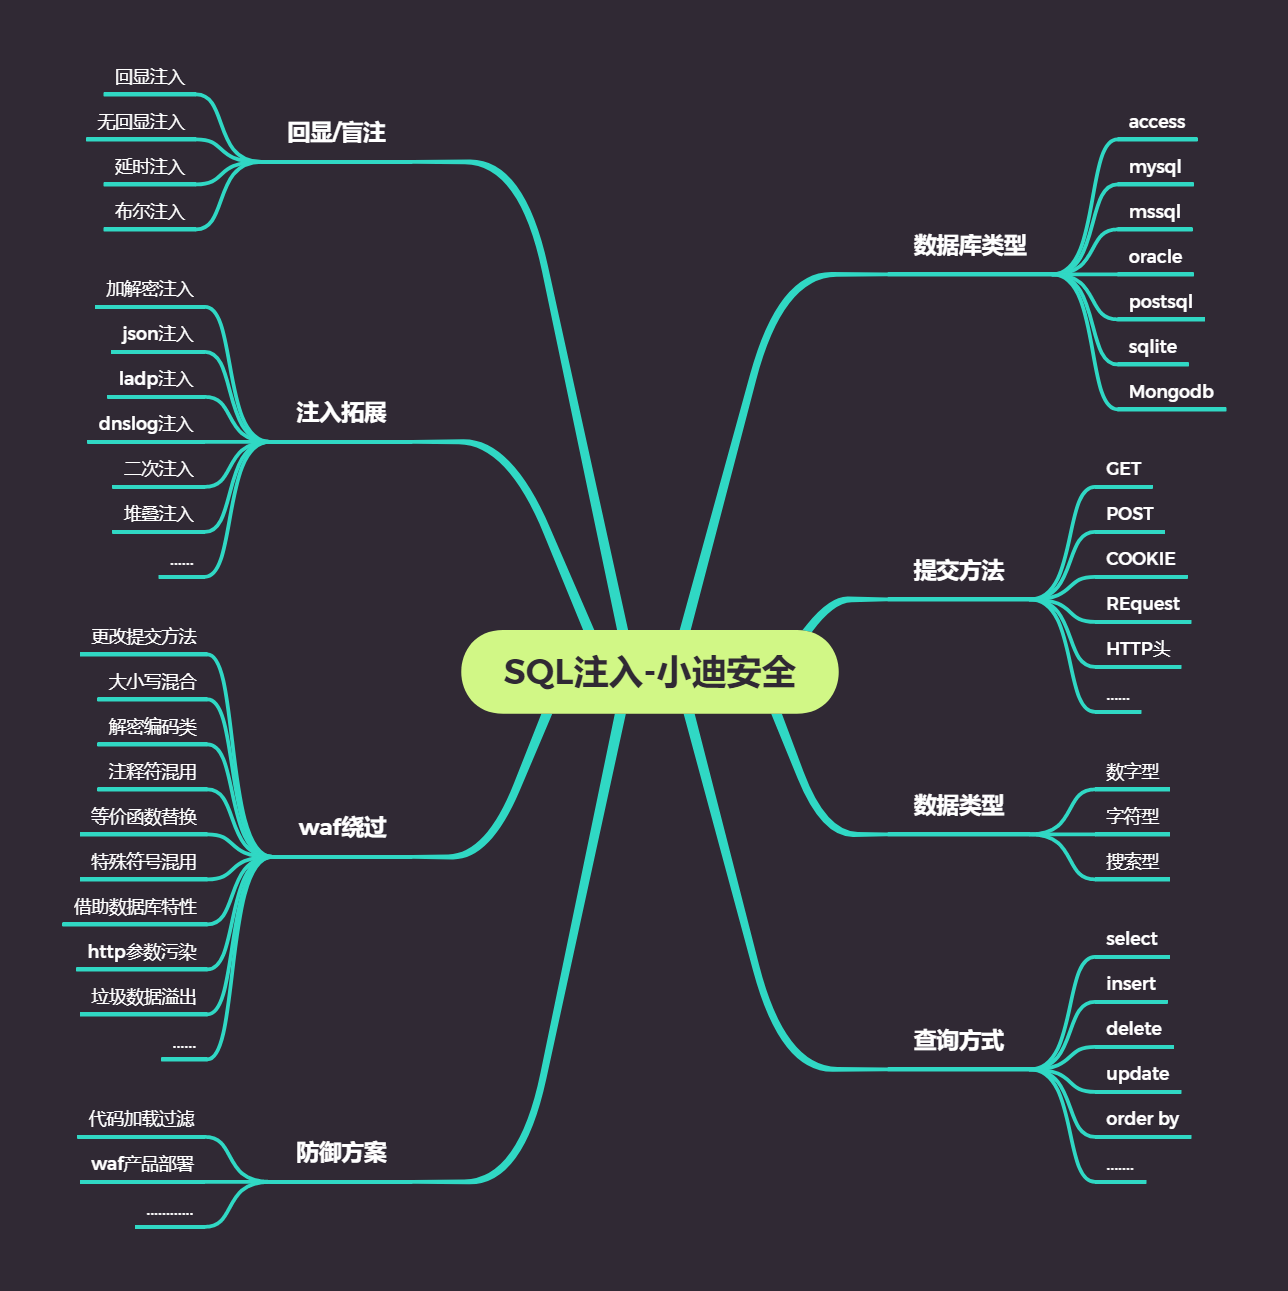 SQL注入-小迪安全
回显/盲注
回显注入
无回显注入
延时注入
布尔注入
注入拓展
加解密注入
json注入
ladp注入
dnslog注入
二次注入
堆叠注入
......
waf绕过
更改提交方法
大小写混合
解密编码类
注释符混用
等价函数替换
特殊符号混用
借助数据库特性
http参数污染
垃圾数据溢出
......
防御方案
代码加载过滤
waf产品部署
............
数据库类型
access
mysql
mssql
oracle
postsql
sqlite
Mongodb
提交方法
GET
POST
COOKIE
REquest
HTTP头
......
数据类型
数字型
字符型
搜索型
查询方式
select
insert
delete
update
order by
.......